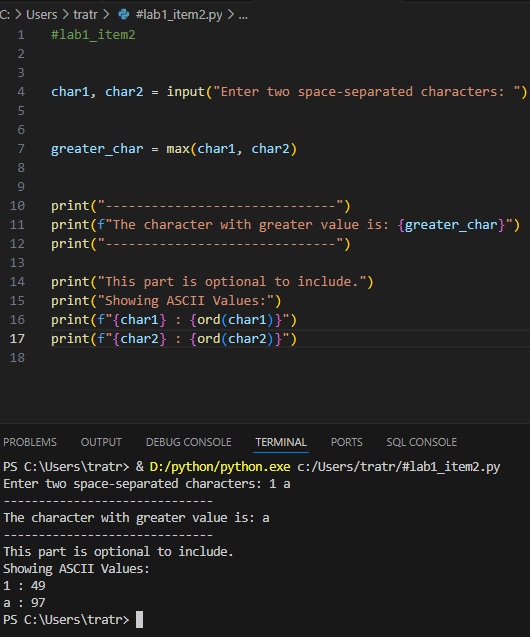 C: > Users > tratr > #lab1_item2.py > ...
1 #lab1_item2
2
3
4 char1, char2 = input("Enter two space-separated characters: ")
5
6
7 greater_char = max(char1, char2)
8
9
10 print("------------------------------")
11 print(f"The character with greater value is: {greater_char}")
12 print("------------------------------")
13
14 print("This part is optional to include.")
15 print("Showing ASCII Values:")
16 print(f"{char1} : {ord(char1)}")
17 print(f"{char2} : {ord(char2)}")
18
PROBLEMS OUTPUT DEBUG CONSOLE TERMINAL PORTS SQL CONSOLE
PS C:\Users\tratr> & D:/python/python.exe c:/Users/tratr/#lab1_item2.py
Enter two space-separated characters: 1 a
------------------------------
The character with greater value is: a
------------------------------
This part is optional to include.
Showing ASCII Values:
1 : 49
a : 97
PS C:\Users\tratr>